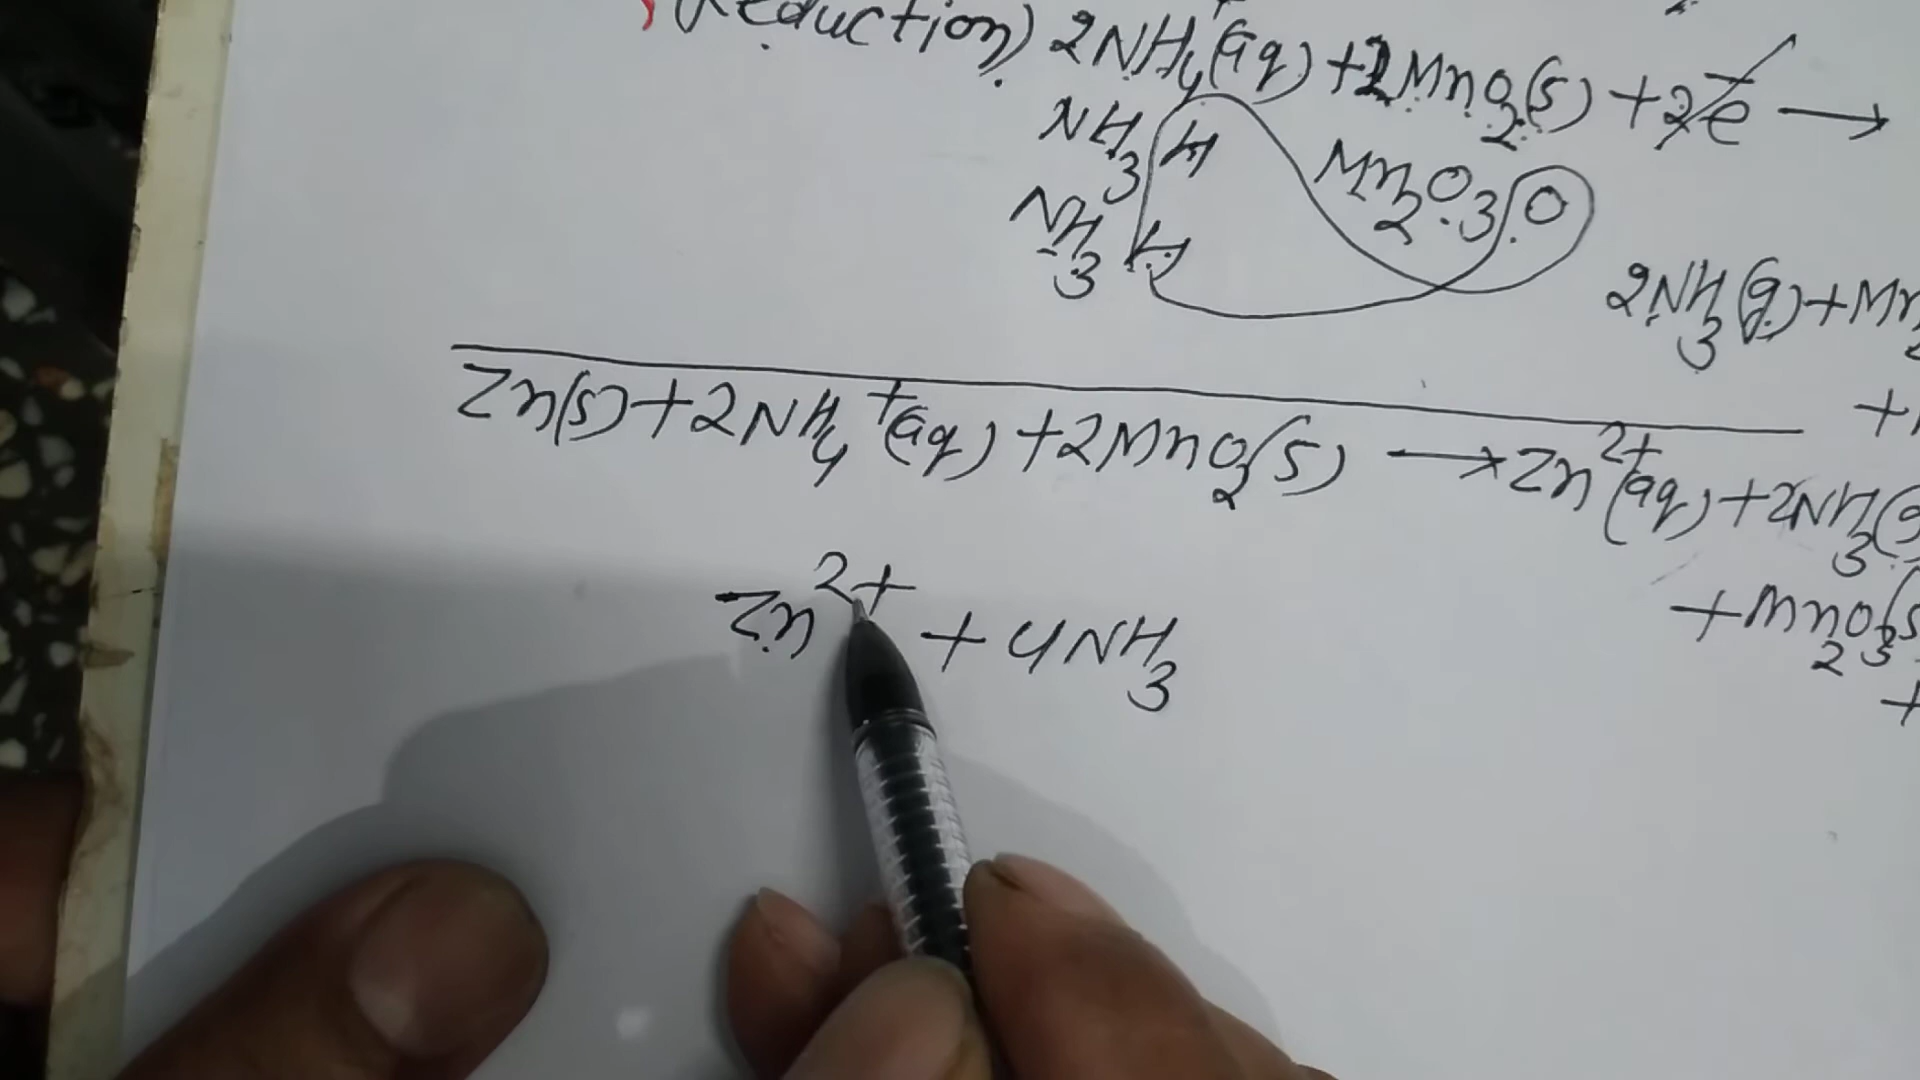 (Reduction) 2NH₄⁺(aq) + 2MnO₂(s) + 2e̅ →
NH₃ H Mn₂O₃ O
NH₃ H
2NH₃(g) + Mn₂
+
Zn(s) + 2NH₄⁺(aq) + 2MnO₂(s) → Zn²⁺(aq) + 2NH₃(g
+ Mn₂O₃(s
+
Zn²⁺ + 4NH₃